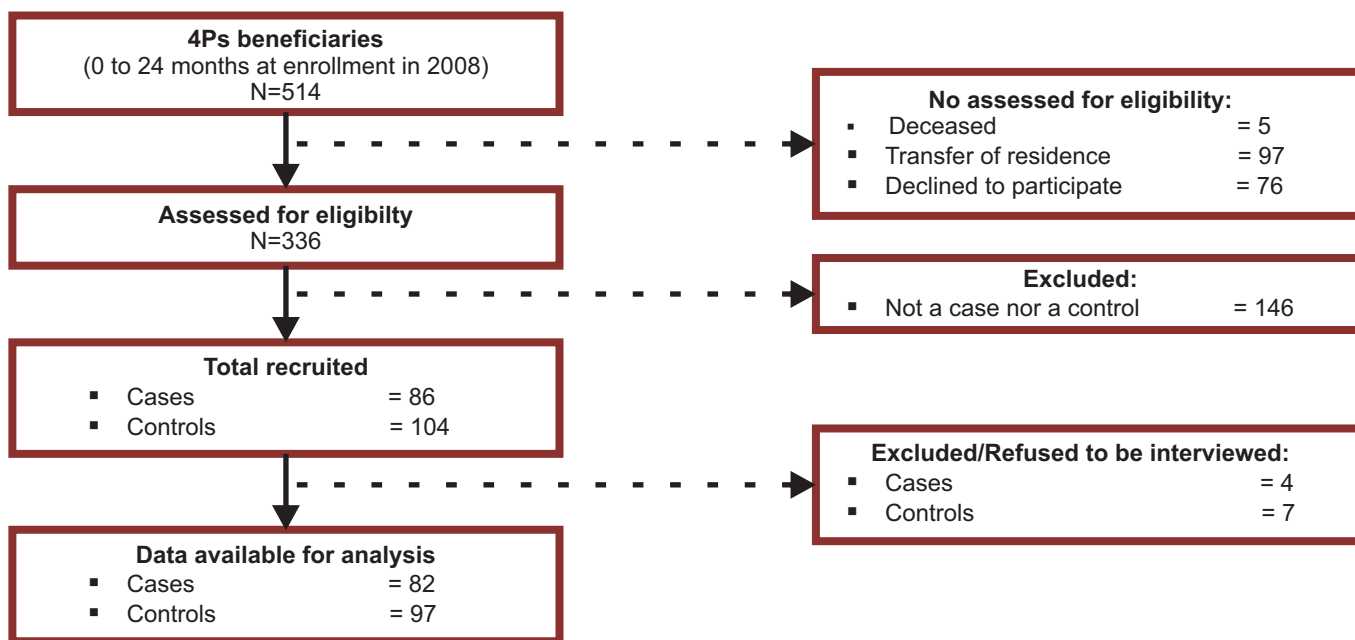 4Ps beneficiaries
(0 to 24 months at enrollment in 2008)
N=514
No assessed for eligibility:
▪ Deceased = 5
▪ Transfer of residence = 97
▪ Declined to participate = 76
Assessed for eligibilty
N=336
Excluded:
▪ Not a case nor a control = 146
Total recruited
▪ Cases = 86
▪ Controls = 104
Excluded/Refused to be interviewed:
▪ Cases = 4
▪ Controls = 7
Data available for analysis
▪ Cases = 82
▪ Controls = 97